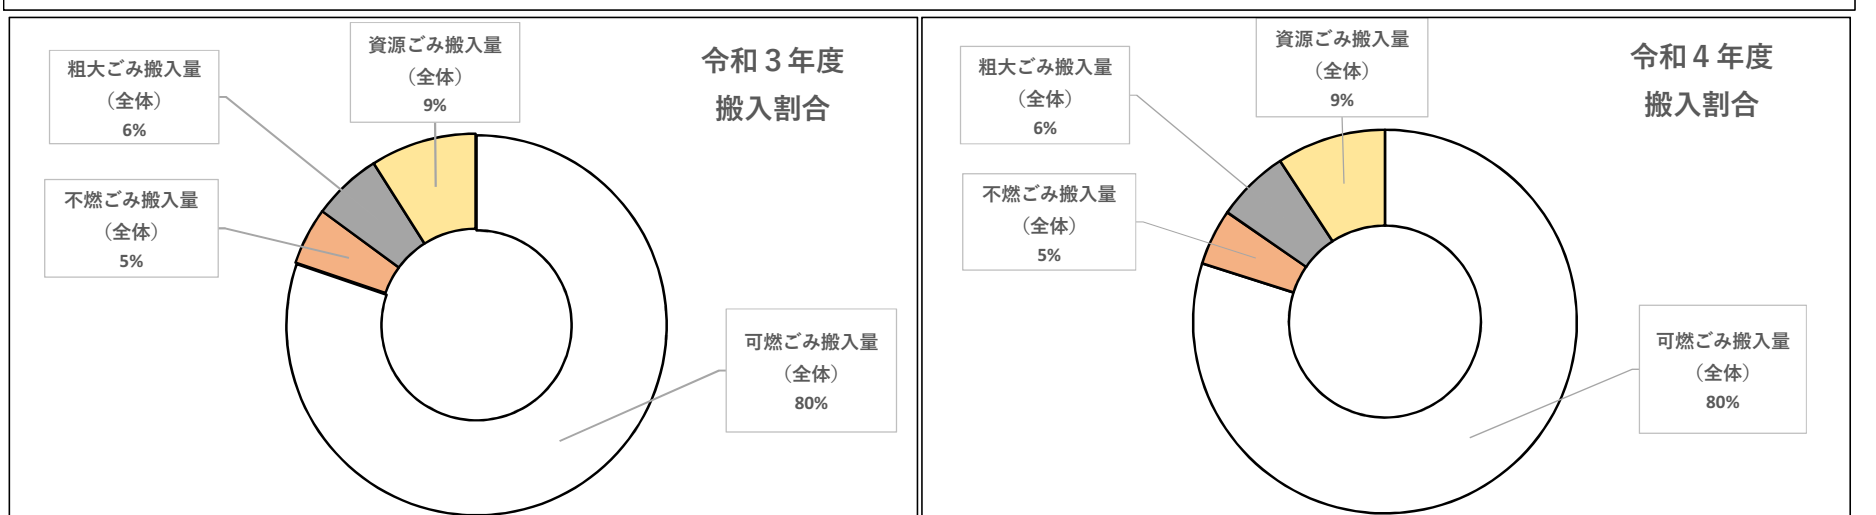 令和３年度
搬入割合
資源ごみ搬入量
（全体）
9%
粗大ごみ搬入量
（全体）
6%
不燃ごみ搬入量
（全体）
5%
可燃ごみ搬入量
（全体）
80%
令和４年度
搬入割合
資源ごみ搬入量
（全体）
9%
粗大ごみ搬入量
（全体）
6%
不燃ごみ搬入量
（全体）
5%
可燃ごみ搬入量
（全体）
80%